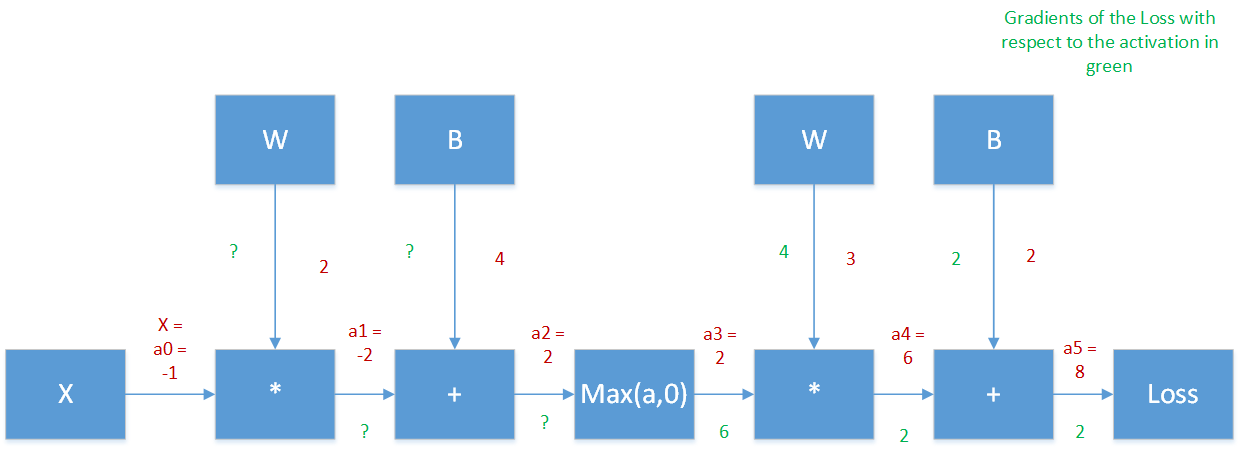 Gradients of the Loss with
respect to the activation in
green
W
B
W
B
?
2
?
4
4
3
2
2
X =
a0 =
-1
a1 =
-2
a2 =
2
a3 =
2
a4 =
6
a5 =
8
X
*
+
Max(a,0)
*
+
Loss
?
?
6
2
2